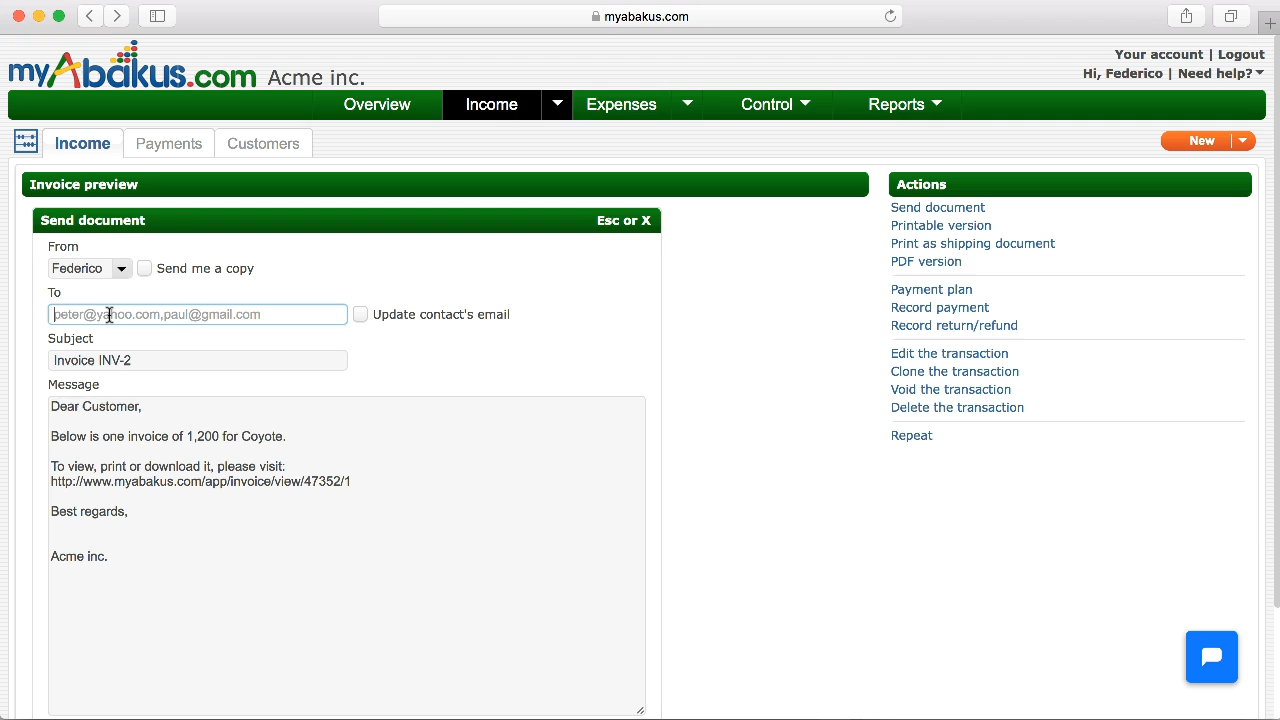 myabakus.com
myAbakus.com Acme inc.
Your account | Logout
Hi, Federico | Need help?
Overview Income Expenses Control Reports
Income Payments Customers
New
Invoice preview
Send document Esc or X
From
Federico Send me a copy
To
peter@yahoo.com,paul@gmail.com Update contact's email
Subject
Invoice INV-2
Message
Dear Customer,
Below is one invoice of 1,200 for Coyote.
To view, print or download it, please visit:
http://www.myabakus.com/app/invoice/view/47352/1
Best regards,
Acme inc.
Actions
Send document
Printable version
Print as shipping document
PDF version
Payment plan
Record payment
Record return/refund
Edit the transaction
Clone the transaction
Void the transaction
Delete the transaction
Repeat